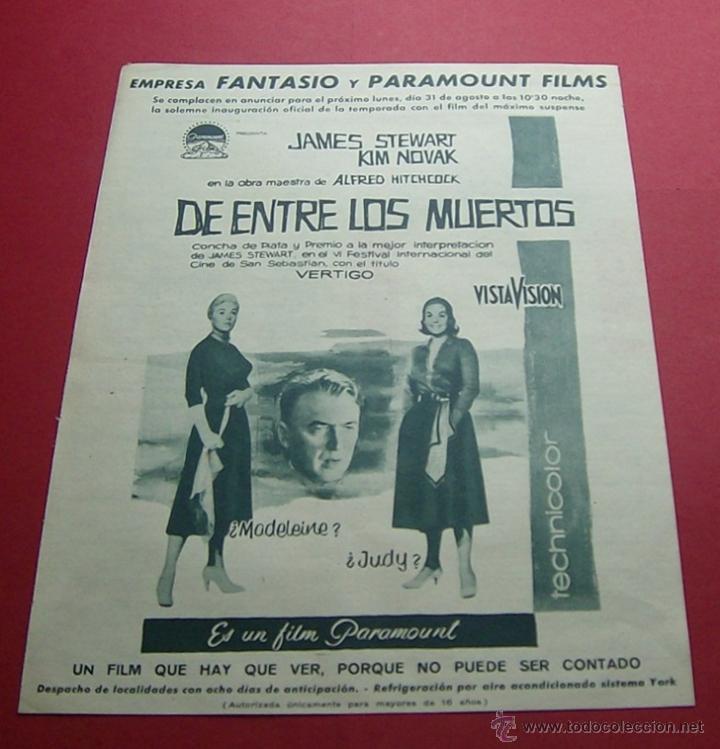 EMPRESA FANTASIO Y PARAMOUNT FILMS
Se complacen en anunciar para el próximo lunes, día 31 de agosto a las 10'30 noche,
la solemne inauguración oficial de la temporada con el film del máximo suspense
Paramount
PRESENTA
JAMES STEWART
KIM NOVAK
en la obra maestra de ALFRED HITCHCOCK
DE ENTRE LOS MUERTOS
Concha de Plata y Premio a la mejor interpretacion
de JAMES STEWART, en el VI Festival Internacional del
Cine de San Sebastian, con el titulo
VERTIGO
VISTAVISION
technicolor
¿Madeleine?
¿Judy?
Es un film Paramount
UN FILM QUE HAY QUE VER, PORQUE NO PUEDE SER CONTADO
Despacho de localidades con ocho días de anticipación. - Refrigeración por aire acondicionado sistema York
(Autorizada únicamente para mayores de 16 años)
© todocoleccion
www.todocoleccion.net